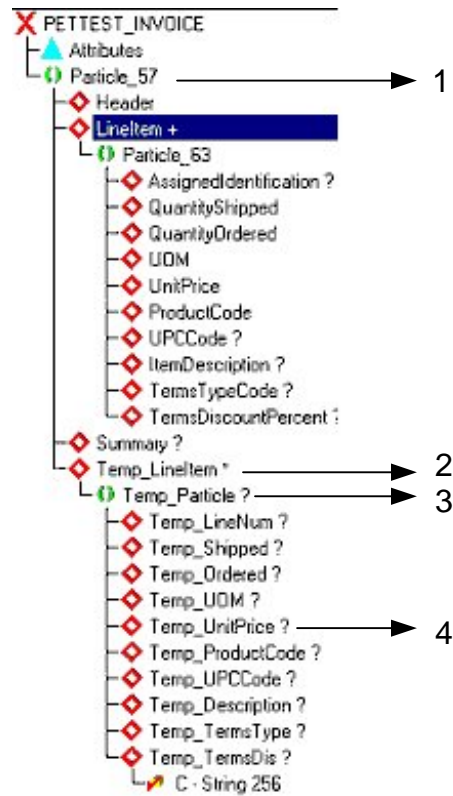 PETTEST_INVOICE
Attributes
Particle_57 1
Header
LineItem +
Particle_63
AssignedIdentification ?
QuantityShipped
QuantityOrdered
UOM
UnitPrice
ProductCode
UPCCode ?
ItemDescription ?
TermsTypeCode ?
TermsDiscountPercent ?
Summary ?
Temp_LineItem * 2
Temp_Particle ? 3
Temp_LineNum ?
Temp_Shipped ?
Temp_Ordered ?
Temp_UOM ?
Temp_UnitPrice ? 4
Temp_ProductCode ?
Temp_UPCCode ?
Temp_Description ?
Temp_TermsType ?
Temp_TermsDis ?
C - String 256